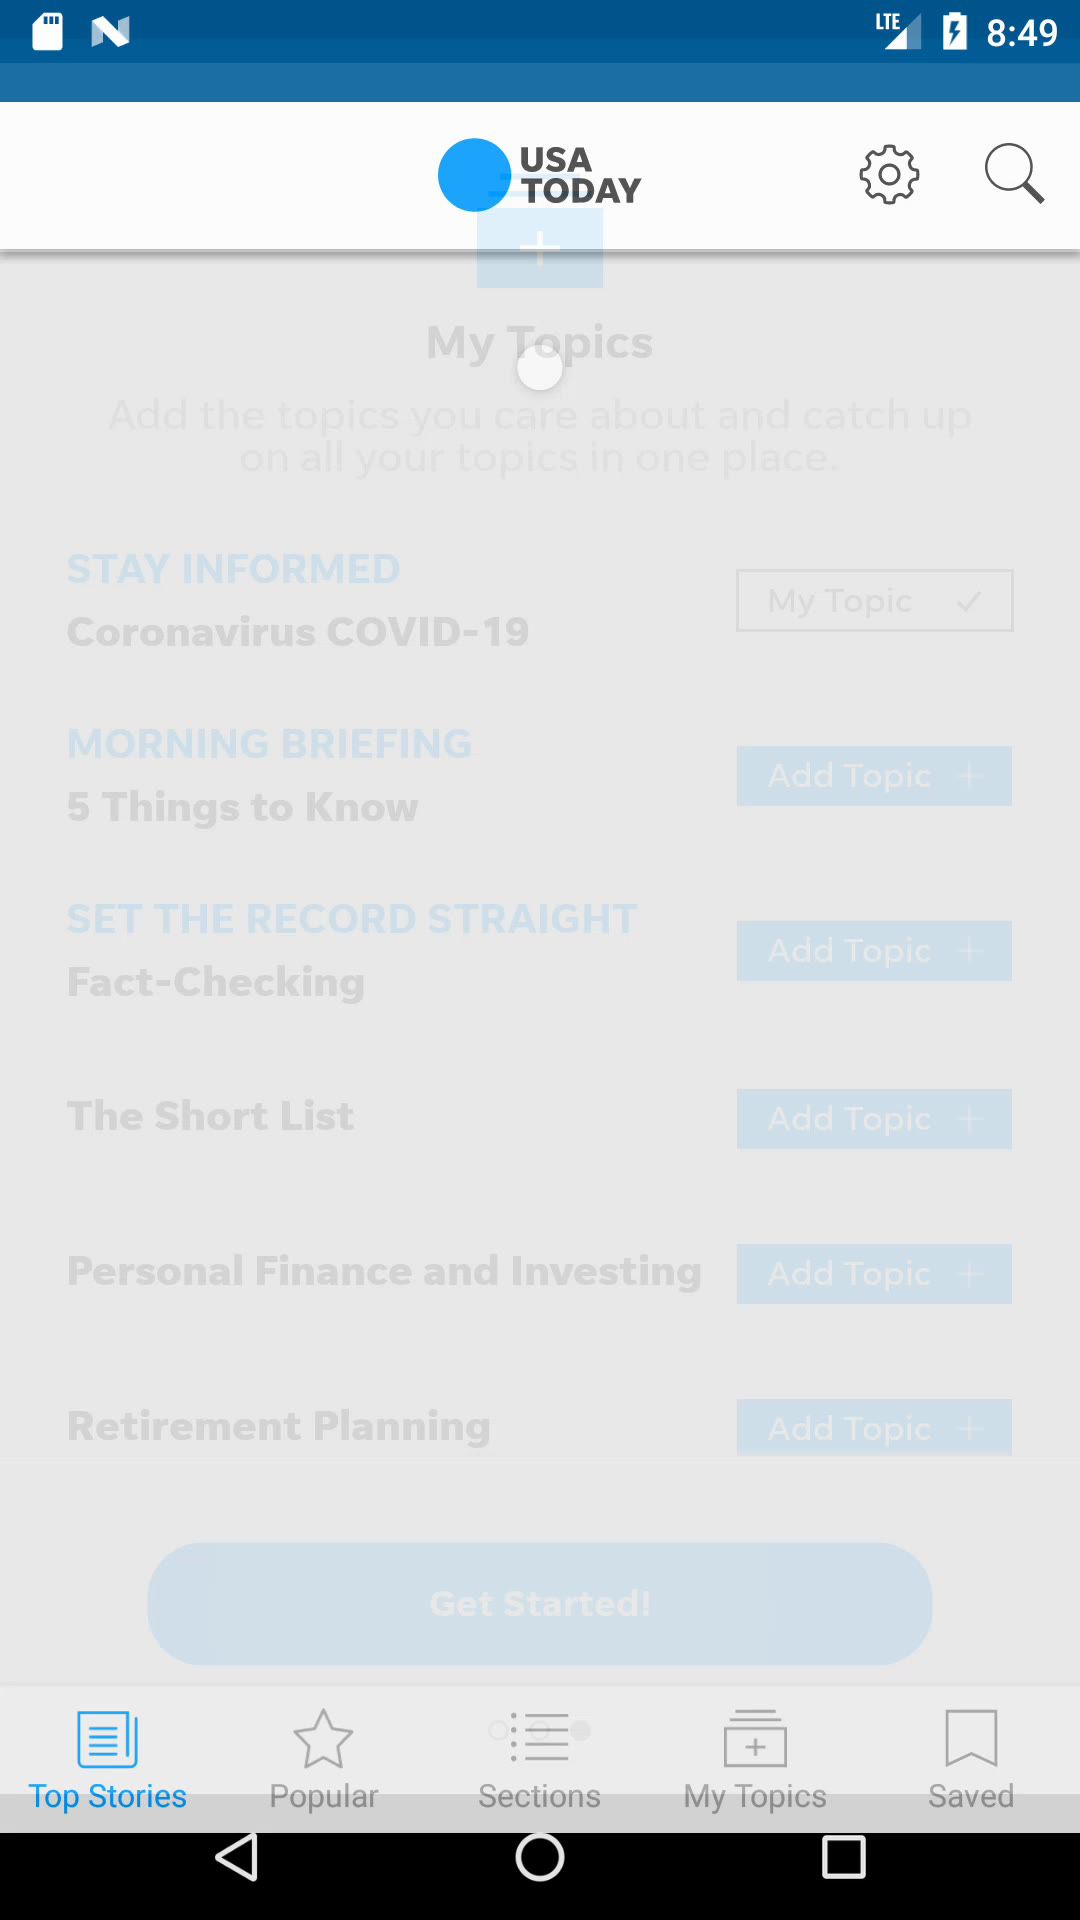 LTE 8:49
USA
TODAY
My Topics
Add the topics you care about and catch up
on all your topics in one place.
STAY INFORMED
Coronavirus COVID-19
My Topic
MORNING BRIEFING
5 Things to Know
Add Topic
SET THE RECORD STRAIGHT
Fact-Checking
Add Topic
The Short List
Add Topic
Personal Finance and Investing
Add Topic
Retirement Planning
Add Topic
Get Started!
Top Stories
Popular
Sections
My Topics
Saved